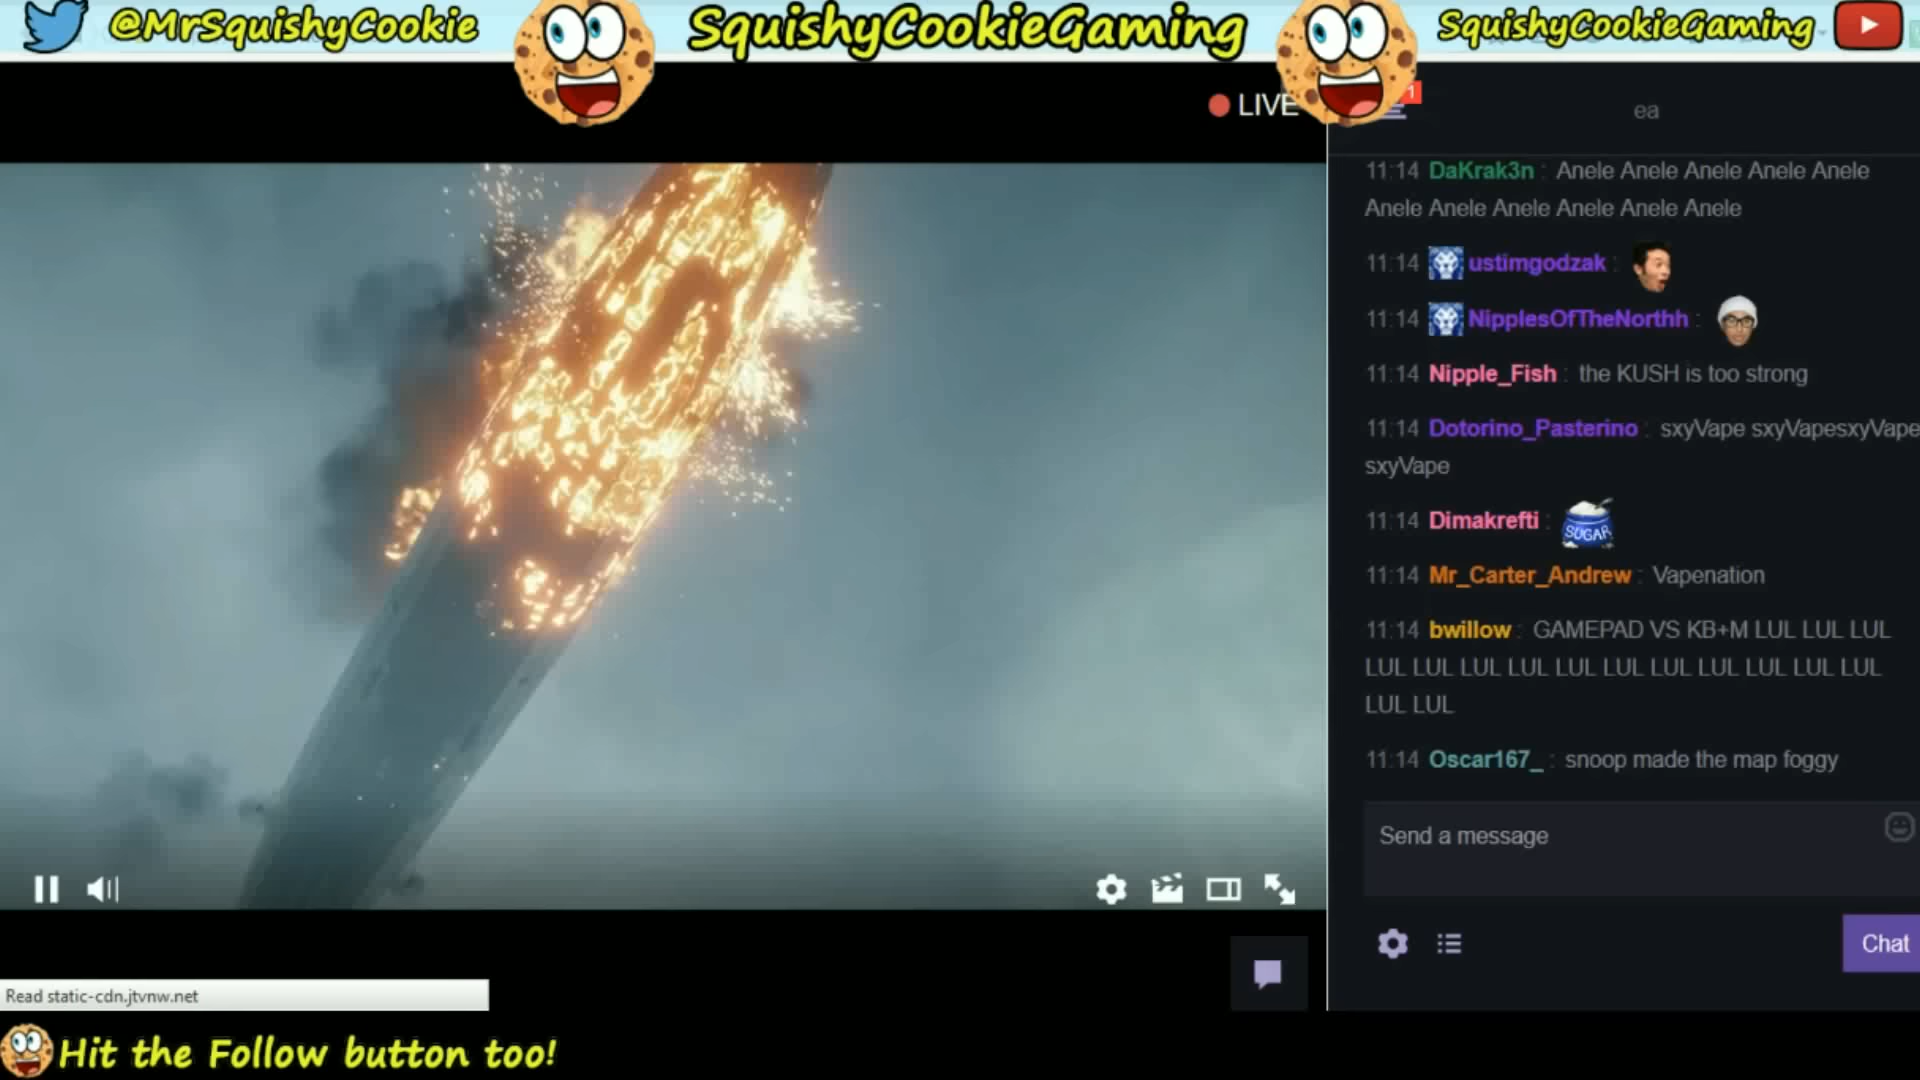 @MrSquishyCookie
SquishyCookieGaming
SquishyCookieGaming
LIVE
1
ea
11:14 DaKrak3n : Anele Anele Anele Anele Anele
Anele Anele Anele Anele Anele Anele
11:14 ustimgodzak :
11:14 NipplesOfTheNorthh :
11:14 Nipple_Fish : the KUSH is too strong
11:14 Dotorino_Pasterino : sxyVape sxyVapesxyVape
sxyVape
11:14 Dimakrefti : SUGAR
11:14 Mr_Carter_Andrew : Vapenation
11:14 bwillow : GAMEPAD VS KB+M LUL LUL LUL
LUL LUL LUL LUL LUL LUL LUL LUL LUL LUL LUL
LUL LUL
11:14 Oscar167_ : snoop made the map foggy
Send a message
Chat
Read static-cdn.jtvnw.net
Hit the Follow button too!